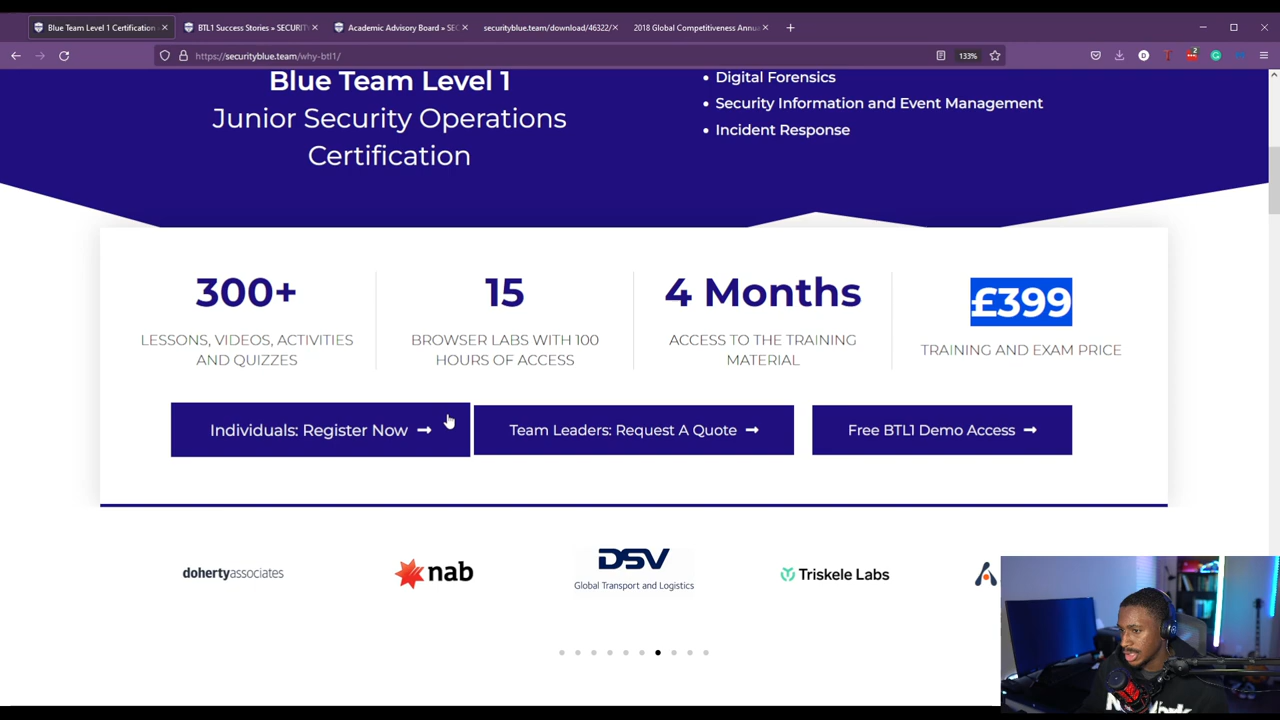 Blue Team Level 1 Certification
BTL1 Success Stories » SECURIT
Academic Advisory Board » SEC
securityblue.team/download/46322/
2018 Global Competitiveness Annua
https://securityblue.team/why-btl1/
133%
Blue Team Level 1
Junior Security Operations
Certification
• Digital Forensics
• Security Information and Event Management
• Incident Response
300+
LESSONS, VIDEOS, ACTIVITIES
AND QUIZZES
15
BROWSER LABS WITH 100
HOURS OF ACCESS
4 Months
ACCESS TO THE TRAINING
MATERIAL
£399
TRAINING AND EXAM PRICE
Individuals: Register Now
Team Leaders: Request A Quote
Free BTL1 Demo Access
dohertyassociates
nab
DSV
Global Transport and Logistics
Triskele Labs